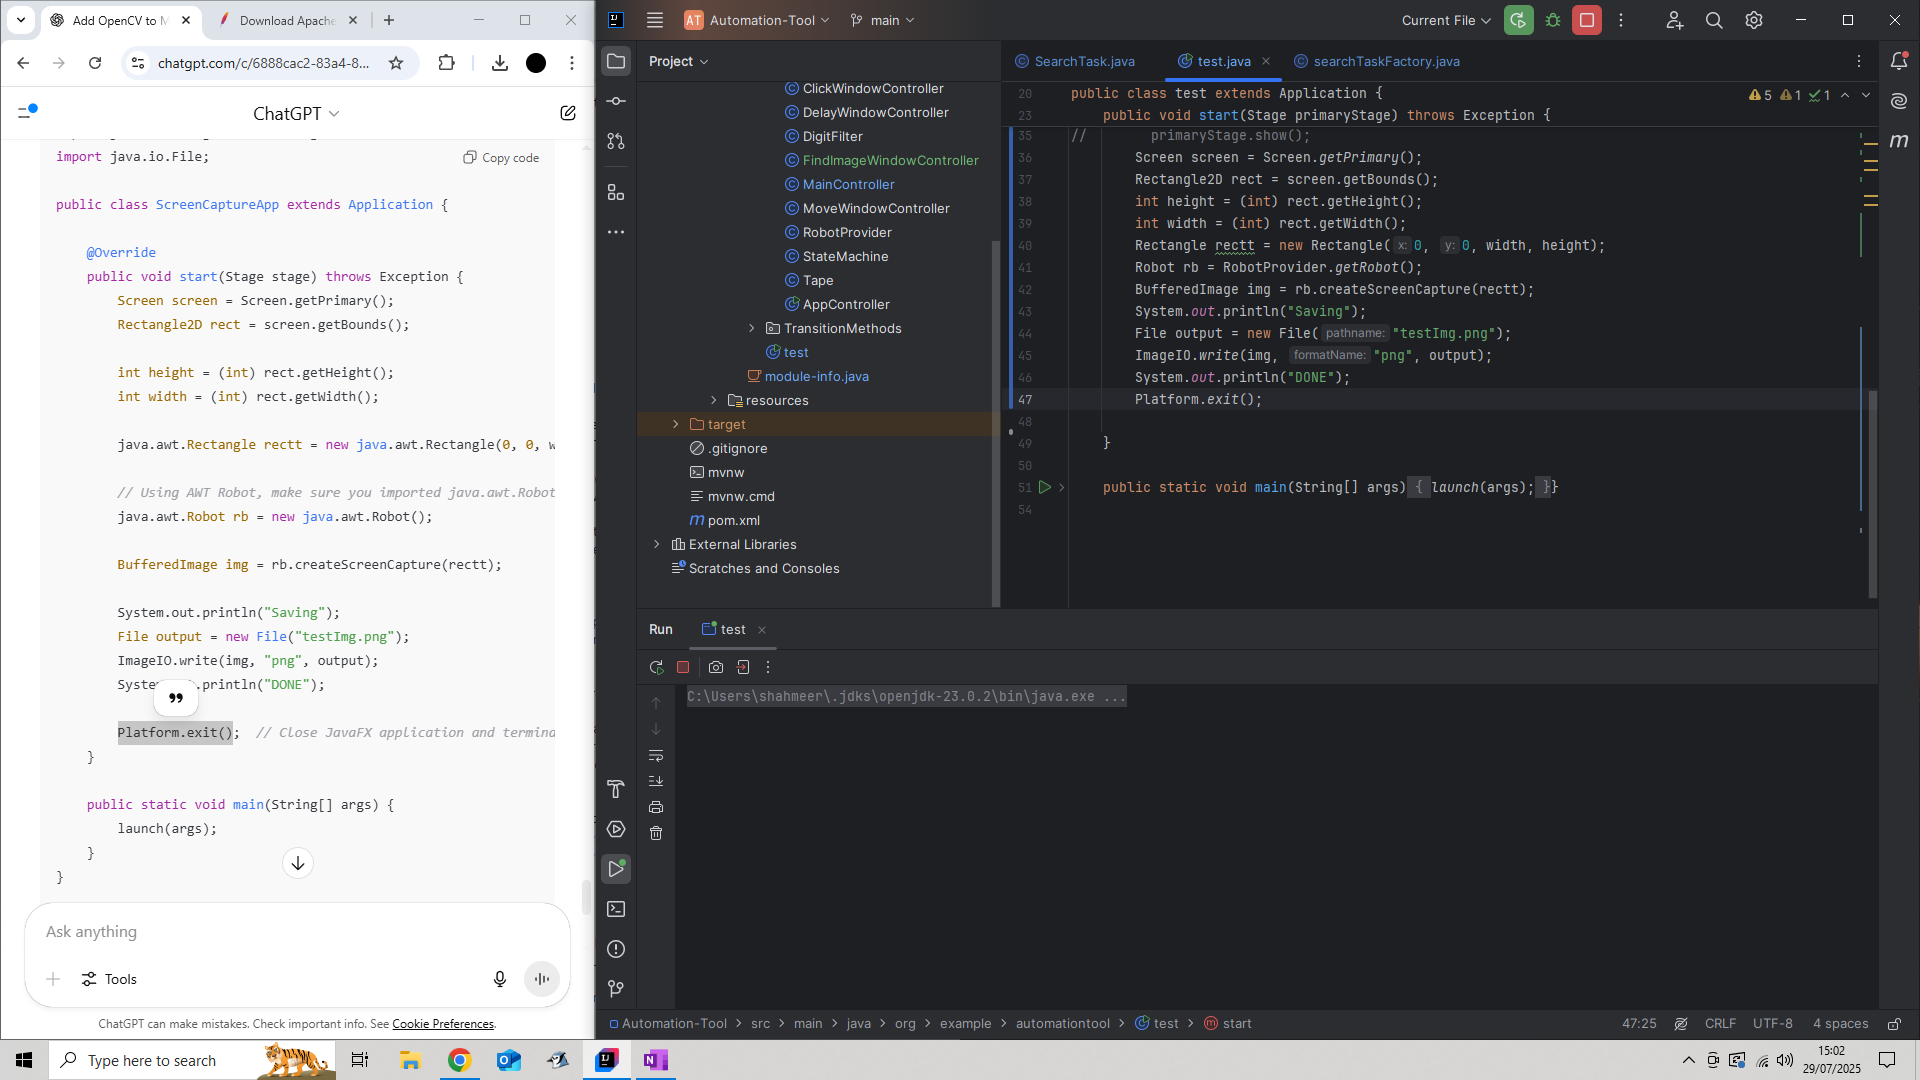 Add OpenCV to M
Download Apache
chatgpt.com/c/6888cac2-83a4-8...
ChatGPT
import java.io.File;
Copy code
public class ScreenCaptureApp extends Application {
@Override
public void start(Stage stage) throws Exception {
Screen screen = Screen.getPrimary();
Rectangle2D rect = screen.getBounds();
int height = (int) rect.getHeight();
int width = (int) rect.getWidth();
java.awt.Rectangle rectt = new java.awt.Rectangle(0, 0, w
// Using AWT Robot, make sure you imported java.awt.Robot
java.awt.Robot rb = new java.awt.Robot();
BufferedImage img = rb.createScreenCapture(rectt);
System.out.println("Saving");
File output = new File("testImg.png");
ImageIO.write(img, "png", output);
Syste .println("DONE");
Platform.exit(); // Close JavaFX application and termina
}
public static void main(String[] args) {
launch(args);
}
}
Ask anything
Tools
ChatGPT can make mistakes. Check important info. See Cookie Preferences.
AT Automation-Tool
main
Current File
Project
ClickWindowController
DelayWindowController
DigitFilter
FindImageWindowController
MainController
MoveWindowController
RobotProvider
StateMachine
Tape
AppController
TransitionMethods
test
module-info.java
resources
target
.gitignore
mvnw
mvnw.cmd
pom.xml
External Libraries
Scratches and Consoles
SearchTask.java
test.java
searchTaskFactory.java
5 1 1
20 public class test extends Application {
23 public void start(Stage primaryStage) throws Exception {
35 // primaryStage.show();
36 Screen screen = Screen.getPrimary();
37 Rectangle2D rect = screen.getBounds();
38 int height = (int) rect.getHeight();
39 int width = (int) rect.getWidth();
40 Rectangle rectt = new Rectangle( x: 0, y: 0, width, height);
41 Robot rb = RobotProvider.getRobot();
42 BufferedImage img = rb.createScreenCapture(rectt);
43 System.out.println("Saving");
44 File output = new File( pathname: "testImg.png");
45 ImageIO.write(img, formatName: "png", output);
46 System.out.println("DONE");
47 Platform.exit();
48
49 }
50
51 public static void main(String[] args) { launch(args); }}
54
Run
test
C:\Users\shahmeer\.jdks\openjdk-23.0.2\bin\java.exe ...
Automation-Tool > src > main > java > org > example > automationtool > test > start
47:25
CRLF
UTF-8
4 spaces
Type here to search
15:02
29/07/2025